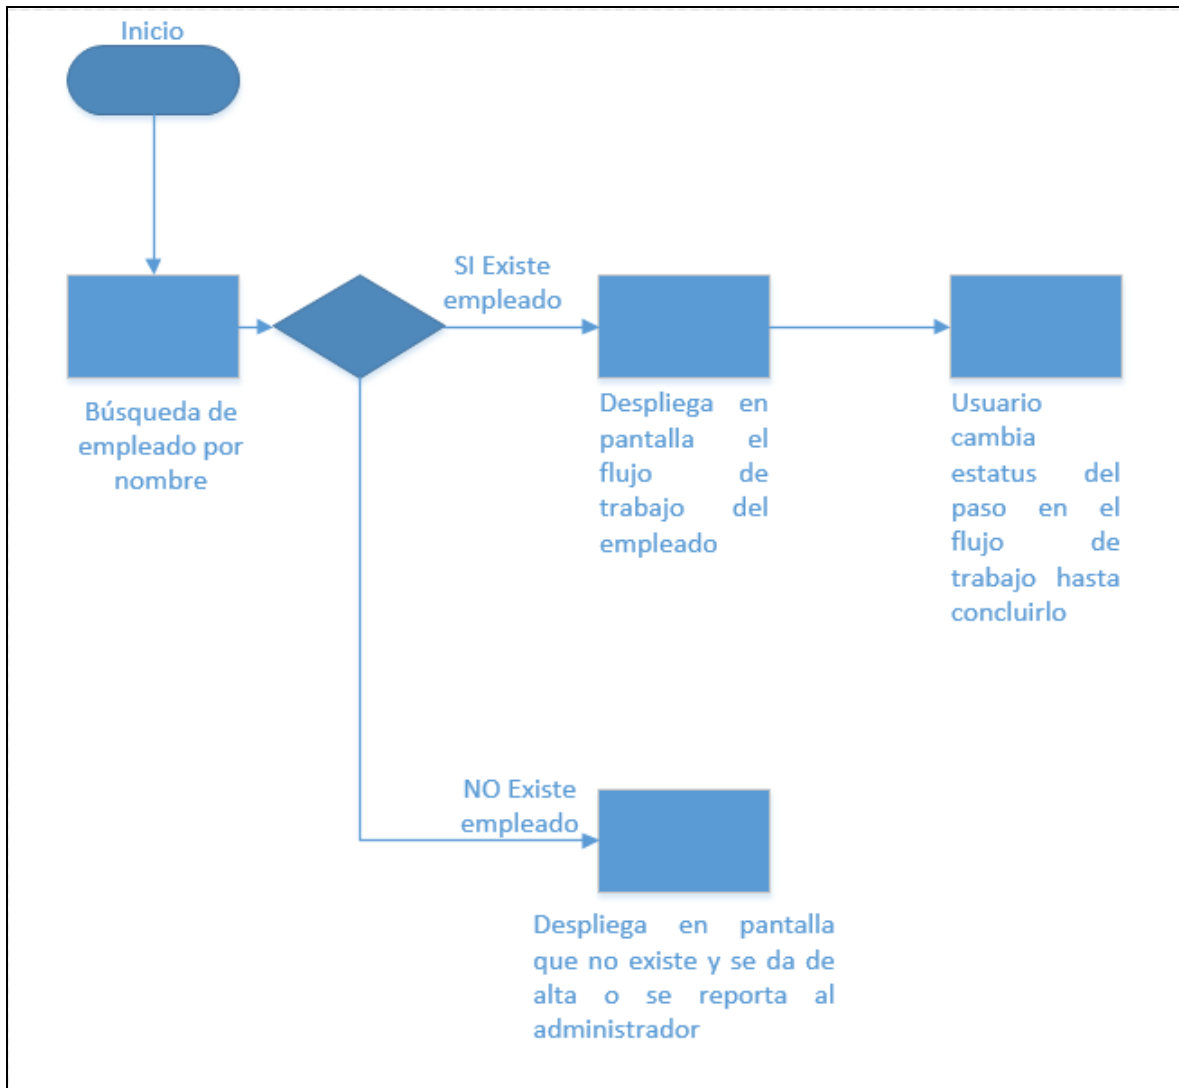 Inicio
SI Existe
empleado
Búsqueda de
empleado por
nombre
Despliega en
pantalla el
flujo de
trabajo del
empleado
Usuario
cambia
estatus del
paso en el
flujo de
trabajo hasta
concluirlo
NO Existe
empleado
Despliega en pantalla
que no existe y se da de
alta o se reporta al
administrador